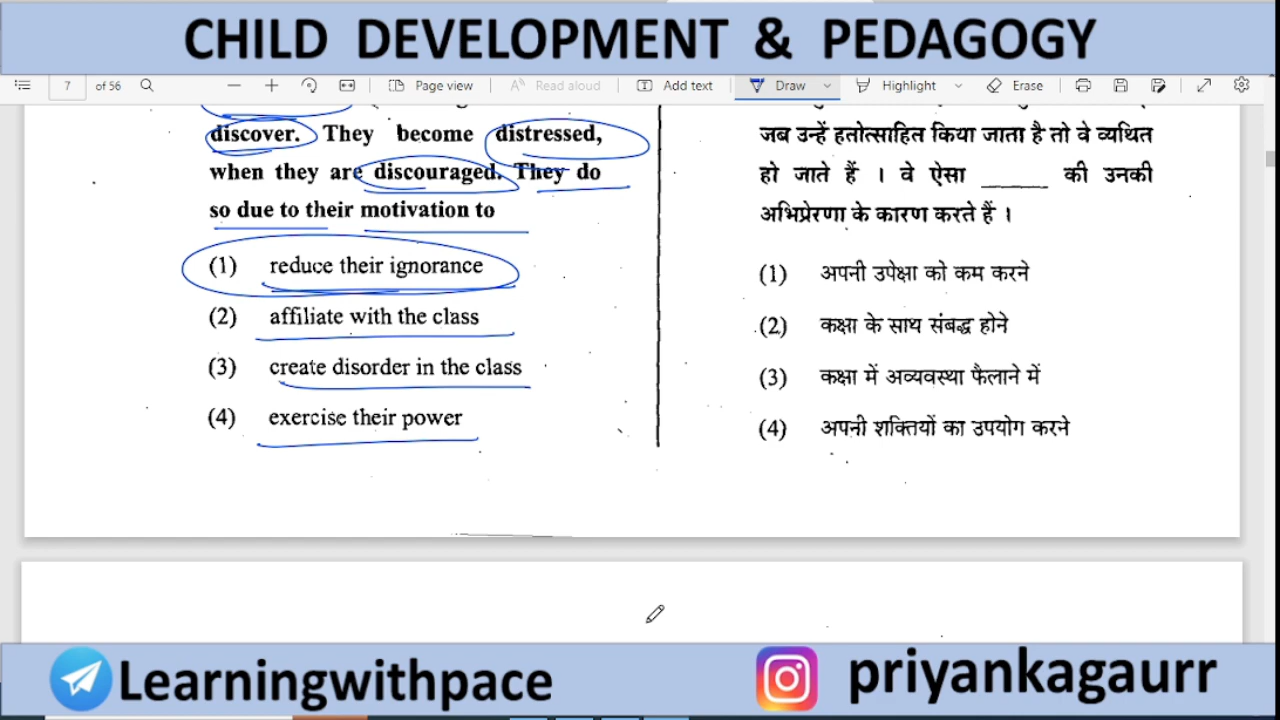 CHILD DEVELOPMENT & PEDAGOGY
7 of 56 Page view Read aloud Add text Draw Highlight Erase
discover. They become distressed,
when they are discouraged. They do
so due to their motivation to
(1) reduce their ignorance
(2) affiliate with the class
(3) create disorder in the class
(4) exercise their power
जब उन्हें हतोत्साहित किया जाता है तो वे व्यथित
हो जाते हैं । वे ऐसा ______ की उनकी
अभिप्रेरणा के कारण करते हैं ।
(1) अपनी उपेक्षा को कम करने
(2) कक्षा के साथ संबद्ध होने
(3) कक्षा में अव्यवस्था फैलाने में
(4) अपनी शक्तियों का उपयोग करने
Learningwithpace
priyankagaurr